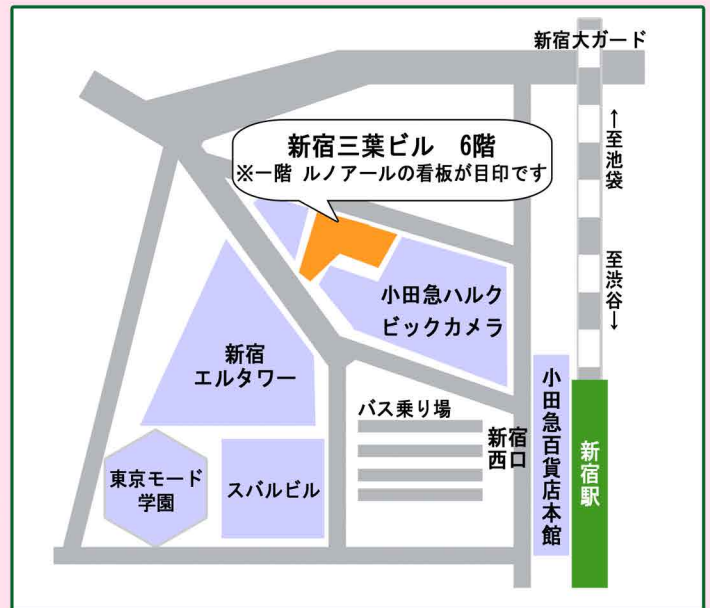 新宿大ガード
新宿三葉ビル 6階
※一階 ルノアールの看板が目印です
←至池袋
至渋谷→
小田急ハルク
ビックカメラ
新宿
エルタワー
バス乗り場
新宿
西口
小田急百貨店本館
新宿駅
東京モード
学園
スバルビル